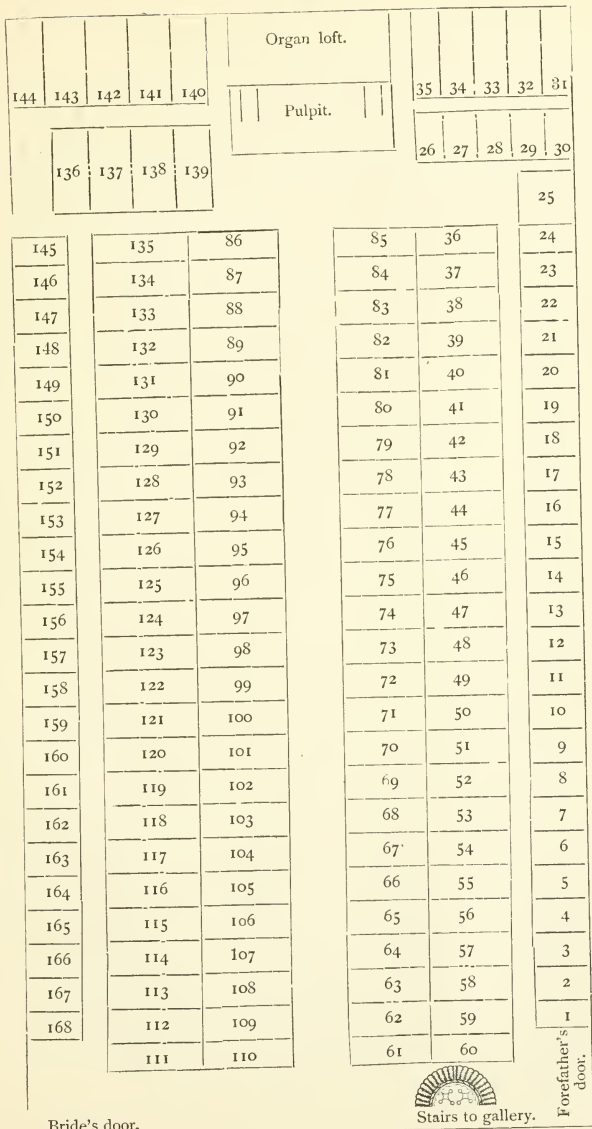 Organ loft.
144 143 142 141 140
35 34 33 32 31
Pulpit.
26 27 28 29 30
136 137 138 139
25
145 135 86 85 36 24
146 134 87 84 37 23
147 133 88 83 38 22
148 132 89 82 39 21
149 131 90 81 40 20
150 130 91 80 41 19
151 129 92 79 42 18
152 128 93 78 43 17
153 127 94 77 44 16
154 126 95 76 45 15
155 125 96 75 46 14
156 124 97 74 47 13
157 123 98 73 48 12
158 122 99 72 49 11
159 121 100 71 50 10
160 120 101 70 51 9
161 119 102 69 52 8
162 118 103 68 53 7
163 117 104 67 54 6
164 116 105 66 55 5
165 115 106 65 56 4
166 114 107 64 57 3
167 113 108 63 58 2
168 112 109 62 59 1
111 110 61 60
Forefather's
door.
Stairs to gallery.
Bride's door.